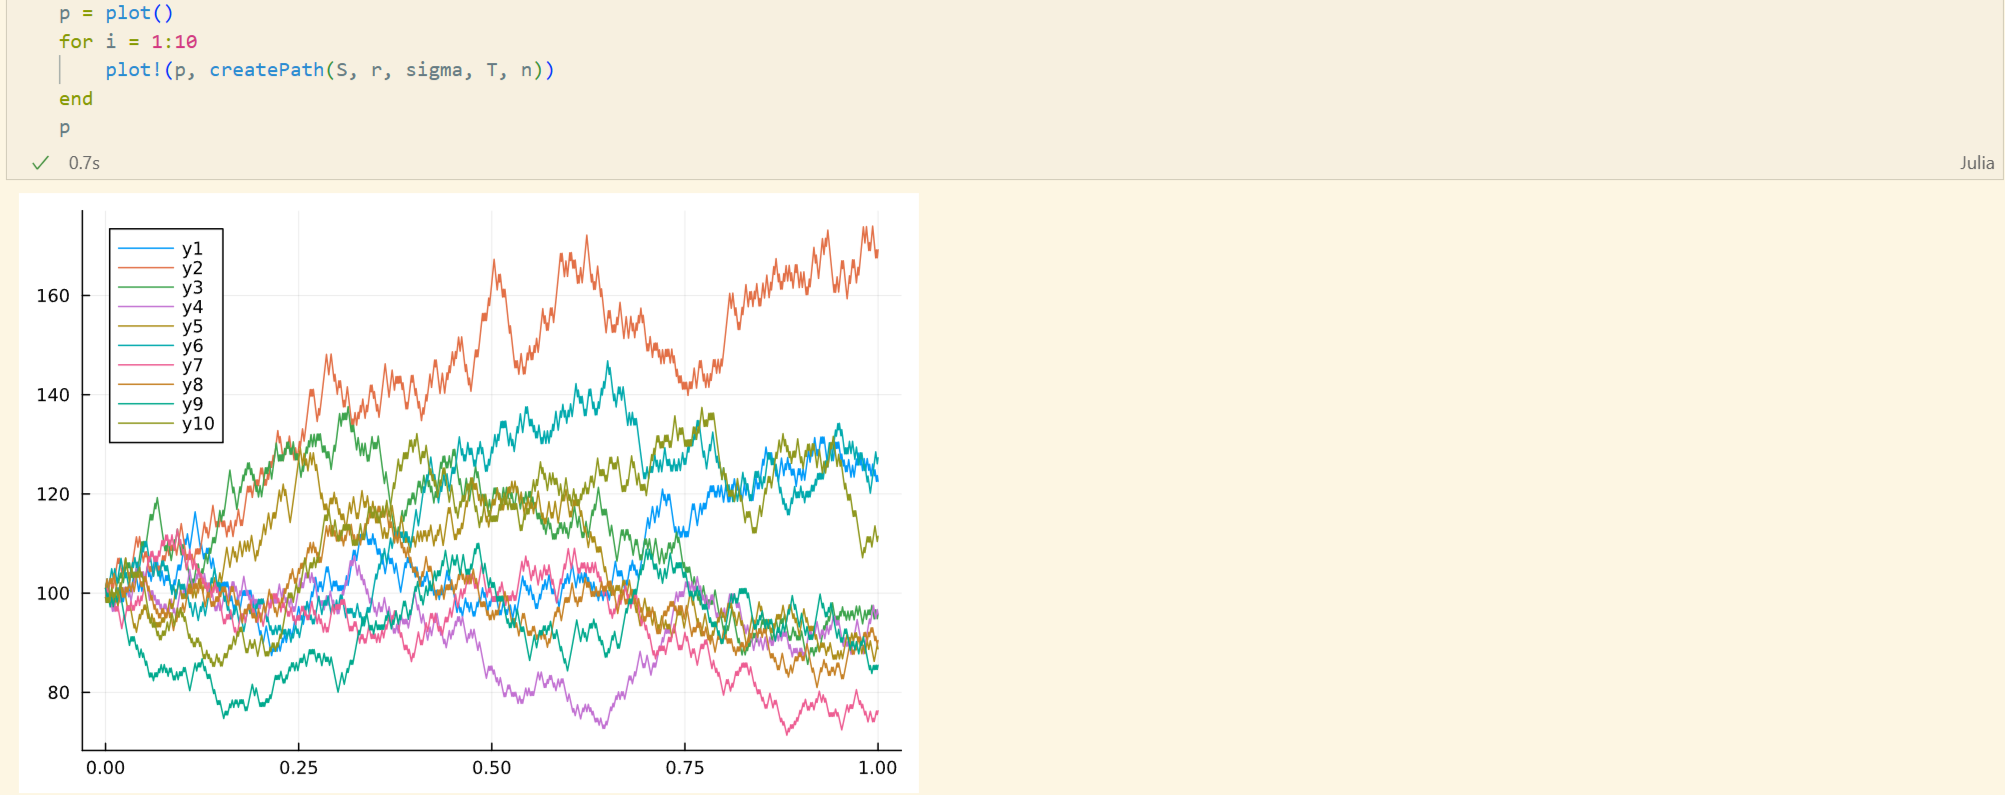 p = plot()
for i = 1:10
plot!(p, createPath(S, r, sigma, T, n))
end
p
0.7s
Julia
y1
y2
y3
y4
y5
y6
y7
y8
y9
y10
160
140
120
100
80
0.00 0.25 0.50 0.75 1.00